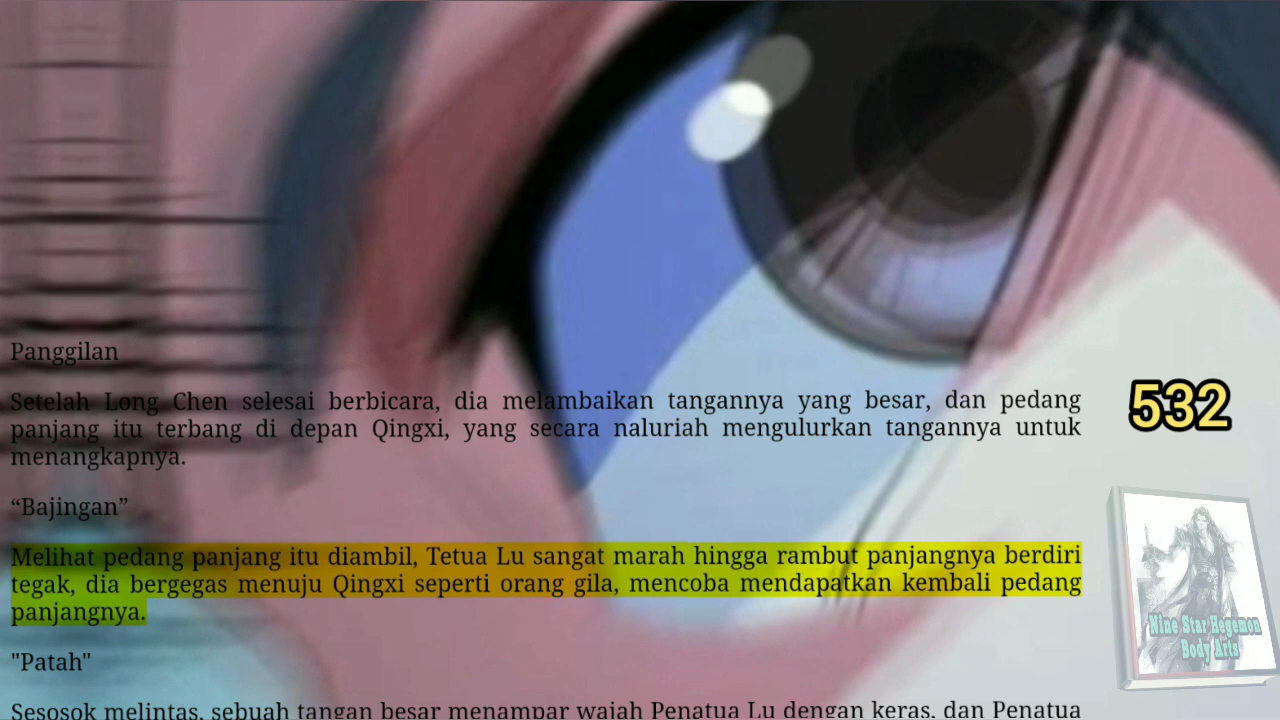 Panggilan
Setelah Long Chen selesai berbicara, dia melambaikan tangannya yang besar, dan pedang
panjang itu terbang di depan Qingxi, yang secara naluriah mengulurkan tangannya untuk
menangkapnya.
“Bajingan”
Melihat pedang panjang itu diambil, Tetua Lu sangat marah hingga rambut panjangnya berdiri
tegak, dia bergegas menuju Qingxi seperti orang gila, mencoba mendapatkan kembali pedang
panjangnya.
"Patah"
Sesosok melintas, sebuah tangan besar menampar wajah Penatua Lu dengan keras, dan Penatua
532
Nine Star Hegemon
Body Arts